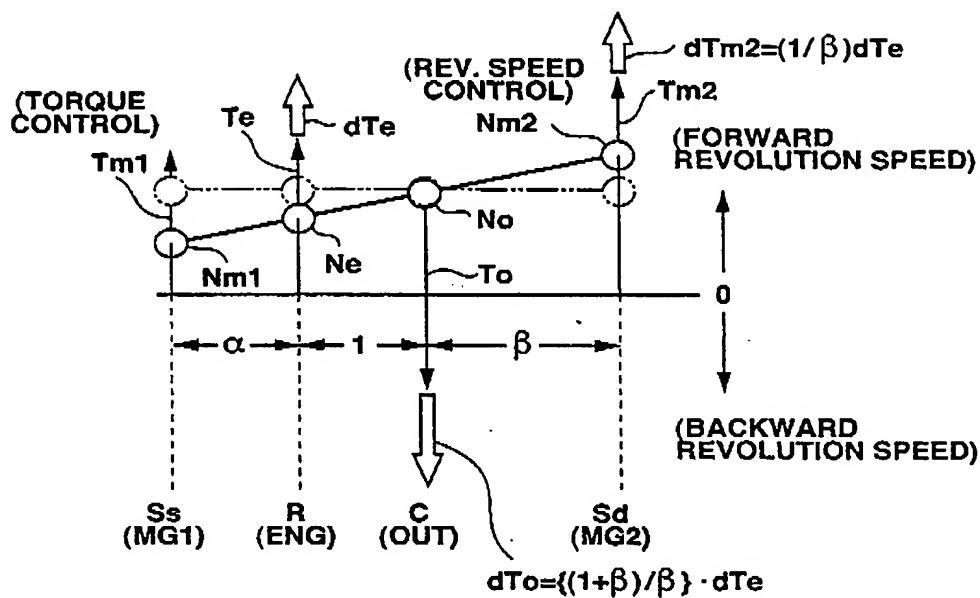 dTm2=(1/β)dTe
(REV. SPEED
CONTROL)
(TORQUE
CONTROL)
Te
dTe
Tm2
Nm2
Tm1
(FORWARD
REVOLUTION SPEED)
No
Nm1
Ne
To
0
α
1
β
(BACKWARD
REVOLUTION SPEED)
Ss
(MG1)
R
(ENG)
C
(OUT)
Sd
(MG2)
dTo={(1+β)/β}·dTe